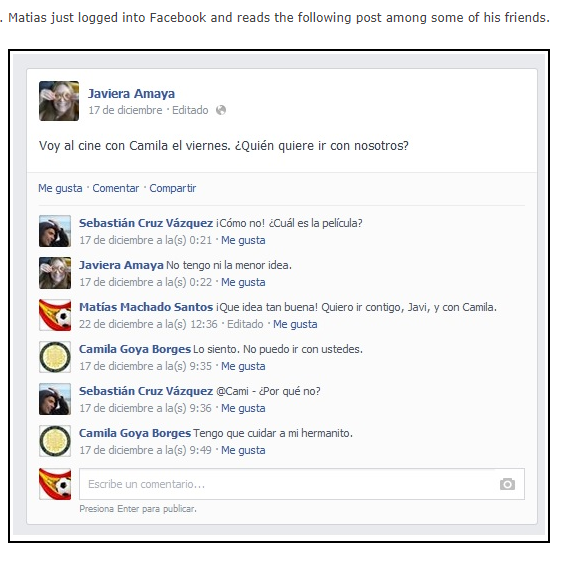 . Matias just logged into Facebook and reads the following post among some of his friends.
Javiera Amaya
17 de diciembre · Editado
Voy al cine con Camila el viernes. ¿Quién quiere ir con nosotros?
Me gusta · Comentar · Compartir
Sebastián Cruz Vázquez ¡Cómo no! ¿Cuál es la película?
17 de diciembre a la(s) 0:21 · Me gusta
Javiera Amaya No tengo ni la menor idea.
17 de diciembre a la(s) 0:22 · Me gusta
Matías Machado Santos ¡Que idea tan buena! Quiero ir contigo, Javi, y con Camila.
22 de diciembre a la(s) 12:36 · Editado · Me gusta
Camila Goya Borges Lo siento. No puedo ir con ustedes.
17 de diciembre a la(s) 9:35 · Me gusta
Sebastián Cruz Vázquez @Cami - ¿Por qué no?
17 de diciembre a la(s) 9:36 · Me gusta
Camila Goya Borges Tengo que cuidar a mi hermanito.
17 de diciembre a la(s) 9:49 · Me gusta
Escribe un comentario...
Presiona Enter para publicar.